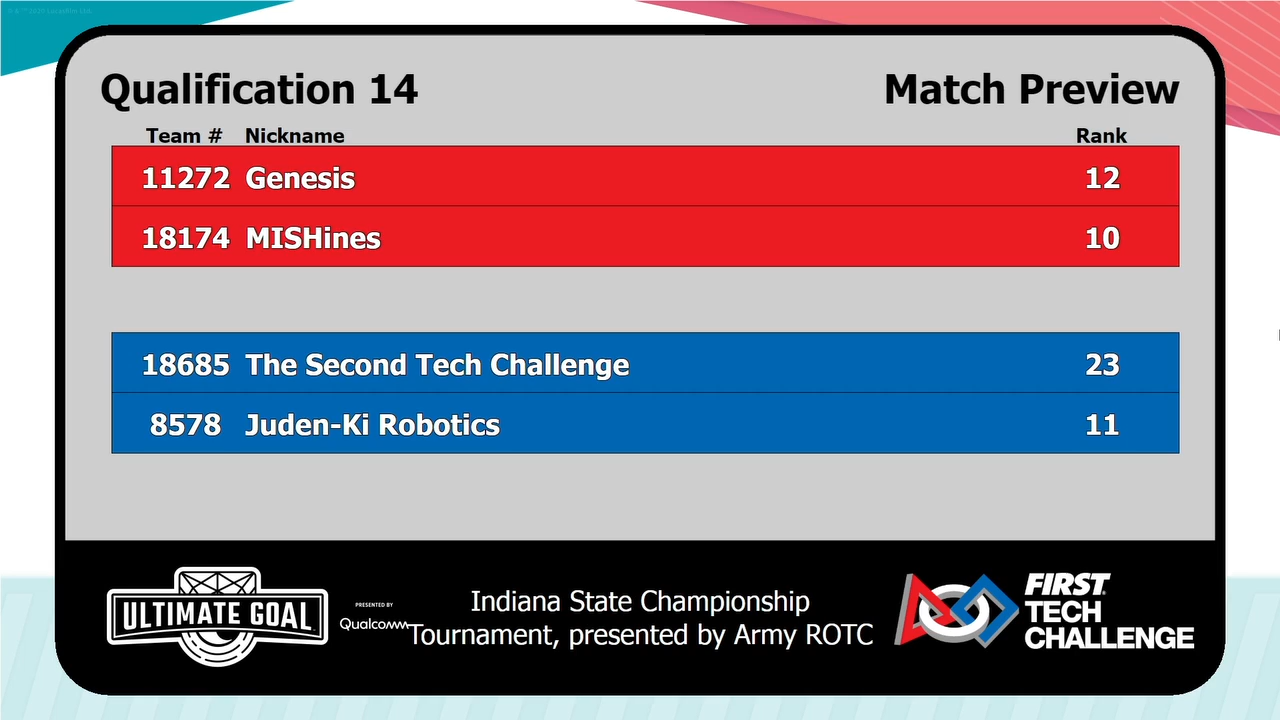 Qualification 14 Match Preview
Team # Nickname Rank
11272 Genesis 12
18174 MISHines 10
18685 The Second Tech Challenge 23
8578 Juden-Ki Robotics 11
ULTIMATE GOAL
PRESENTED BY
Qualcomm
Indiana State Championship
Tournament, presented by Army ROTC
FIRST
TECH
CHALLENGE